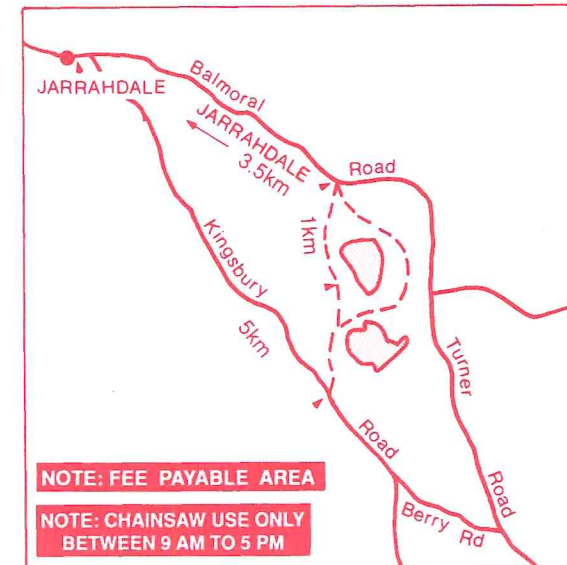 JARRAHDALE
Balmoral
Road
JARRAHDALE
3.5km
1km
Kingsbury
5km
Road
Turner
Road
Berry Rd
NOTE: FEE PAYABLE AREA
NOTE: CHAINSAW USE ONLY
BETWEEN 9 AM TO 5 PM